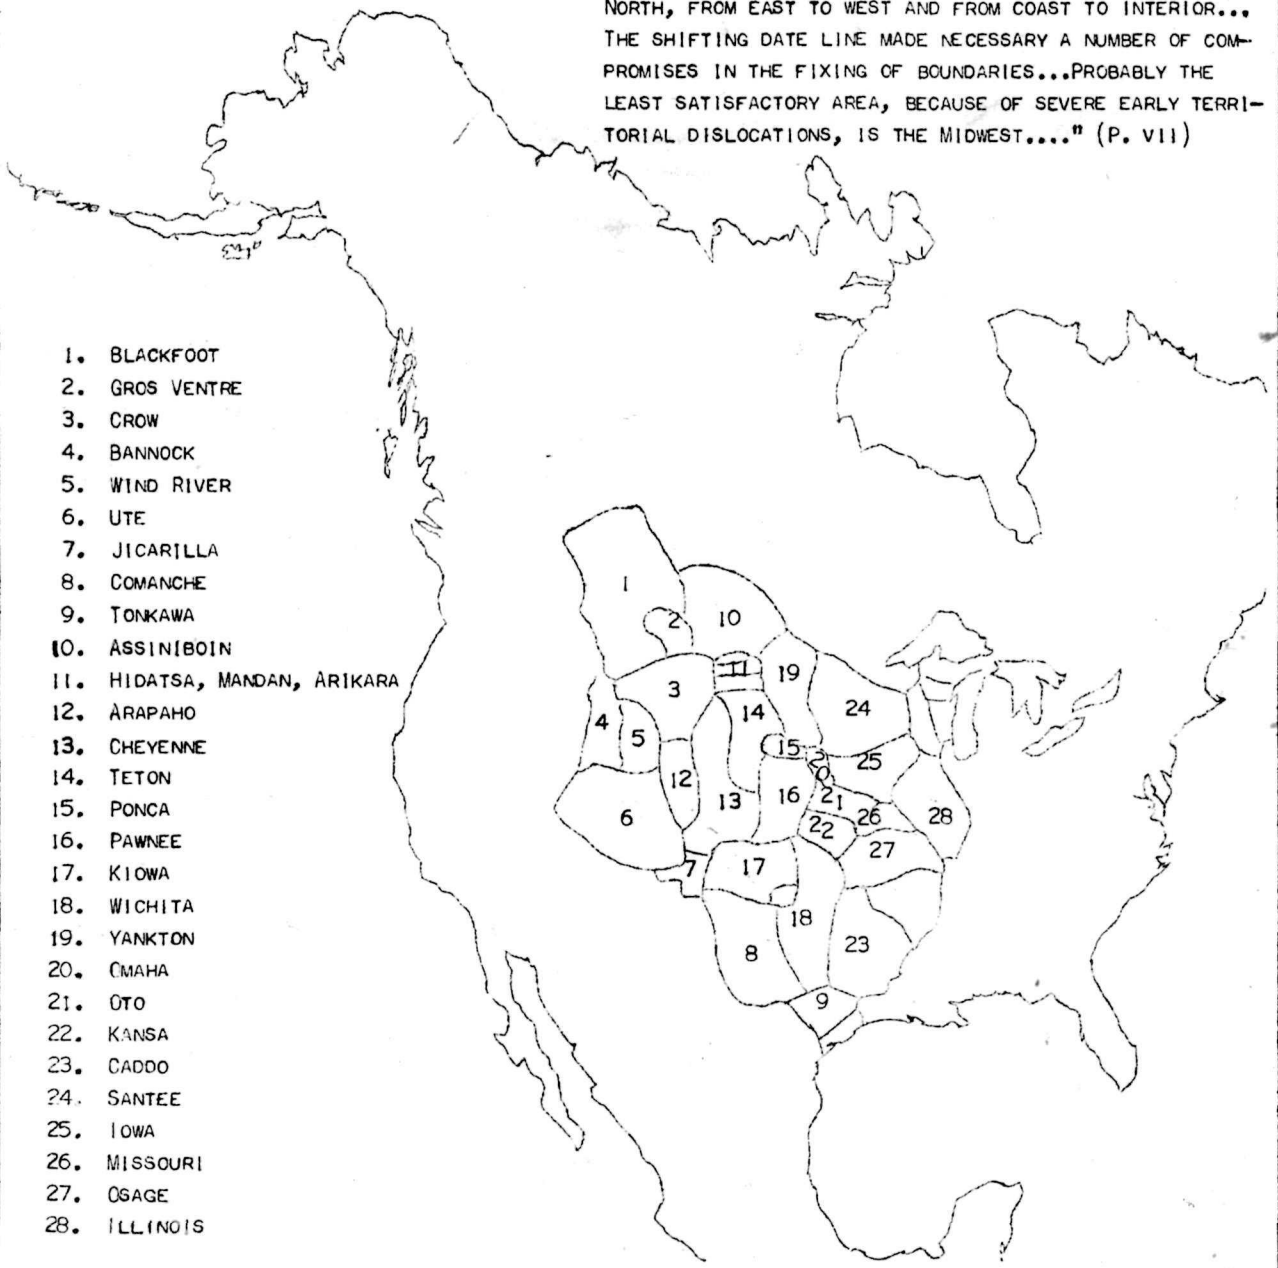 NORTH, FROM EAST TO WEST AND FROM COAST TO INTERIOR...
THE SHIFTING DATE LINE MADE NECESSARY A NUMBER OF COM-
PROMISES IN THE FIXING OF BOUNDARIES...PROBABLY THE
LEAST SATISFACTORY AREA, BECAUSE OF SEVERE EARLY TERRI-
TORIAL DISLOCATIONS, IS THE MIDWEST...." (P. VII)
1. BLACKFOOT
2. GROS VENTRE
3. CROW
4. BANNOCK
5. WIND RIVER
6. UTE
7. JICARILLA
8. COMANCHE
9. TONKAWA
10. ASSINIBOIN
11. HIDATSA, MANDAN, ARIKARA
12. ARAPAHO
13. CHEYENNE
14. TETON
15. PONCA
16. PAWNEE
17. KIOWA
18. WICHITA
19. YANKTON
20. OMAHA
21. OTO
22. KANSA
23. CADDO
24. SANTEE
25. IOWA
26. MISSOURI
27. OSAGE
28. ILLINOIS
1
2
10
11
19
3
14
24
4
5
15
20
25
12
13
16
21
26
28
6
22
27
7
17
18
8
23
9